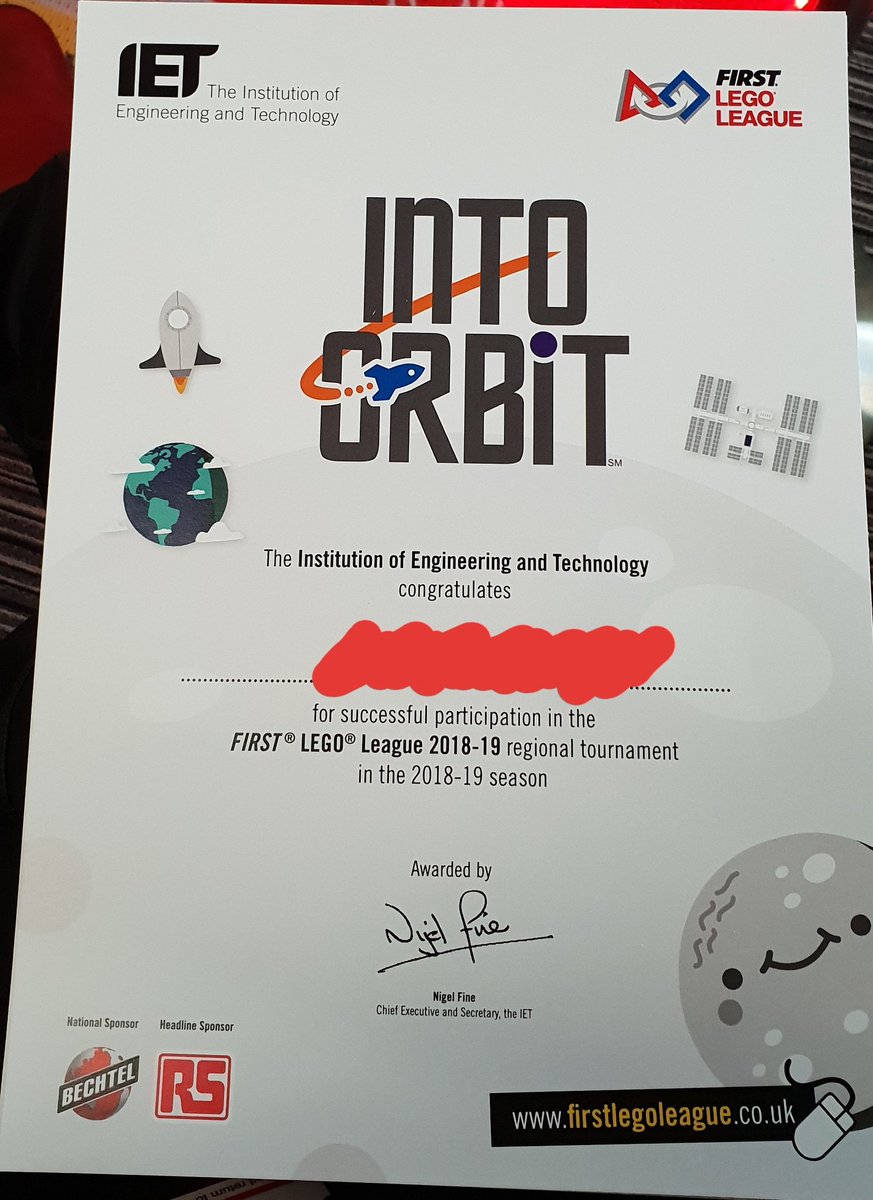 IET The Institution of
Engineering and Technology
FIRST®
LEGO®
LEAGUE
INTO
ORBiT
SM
The Institution of Engineering and Technology
congratulates
for successful participation in the
FIRST® LEGO® League 2018-19 regional tournament
in the 2018-19 season
Awarded by
Nigel Fine
Nigel Fine
Chief Executive and Secretary, the IET
National Sponsor
Headline Sponsor
BECHTEL
RS
www.firstlegoleague.co.uk
return